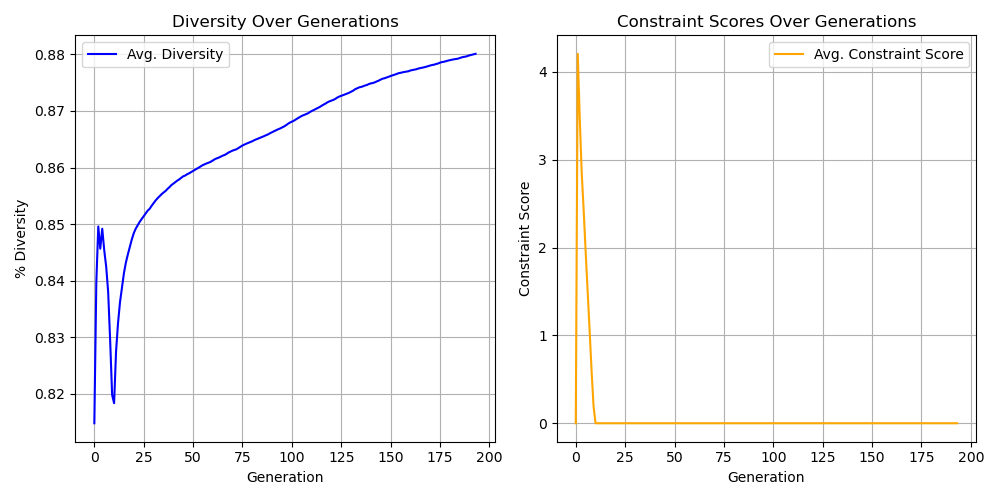 Diversity Over Generations
Avg. Diversity
% Diversity
0.88
0.87
0.86
0.85
0.84
0.83
0.82
0 25 50 75 100 125 150 175 200
Generation
Constraint Scores Over Generations
Avg. Constraint Score
Constraint Score
4
3
2
1
0
0 25 50 75 100 125 150 175 200
Generation